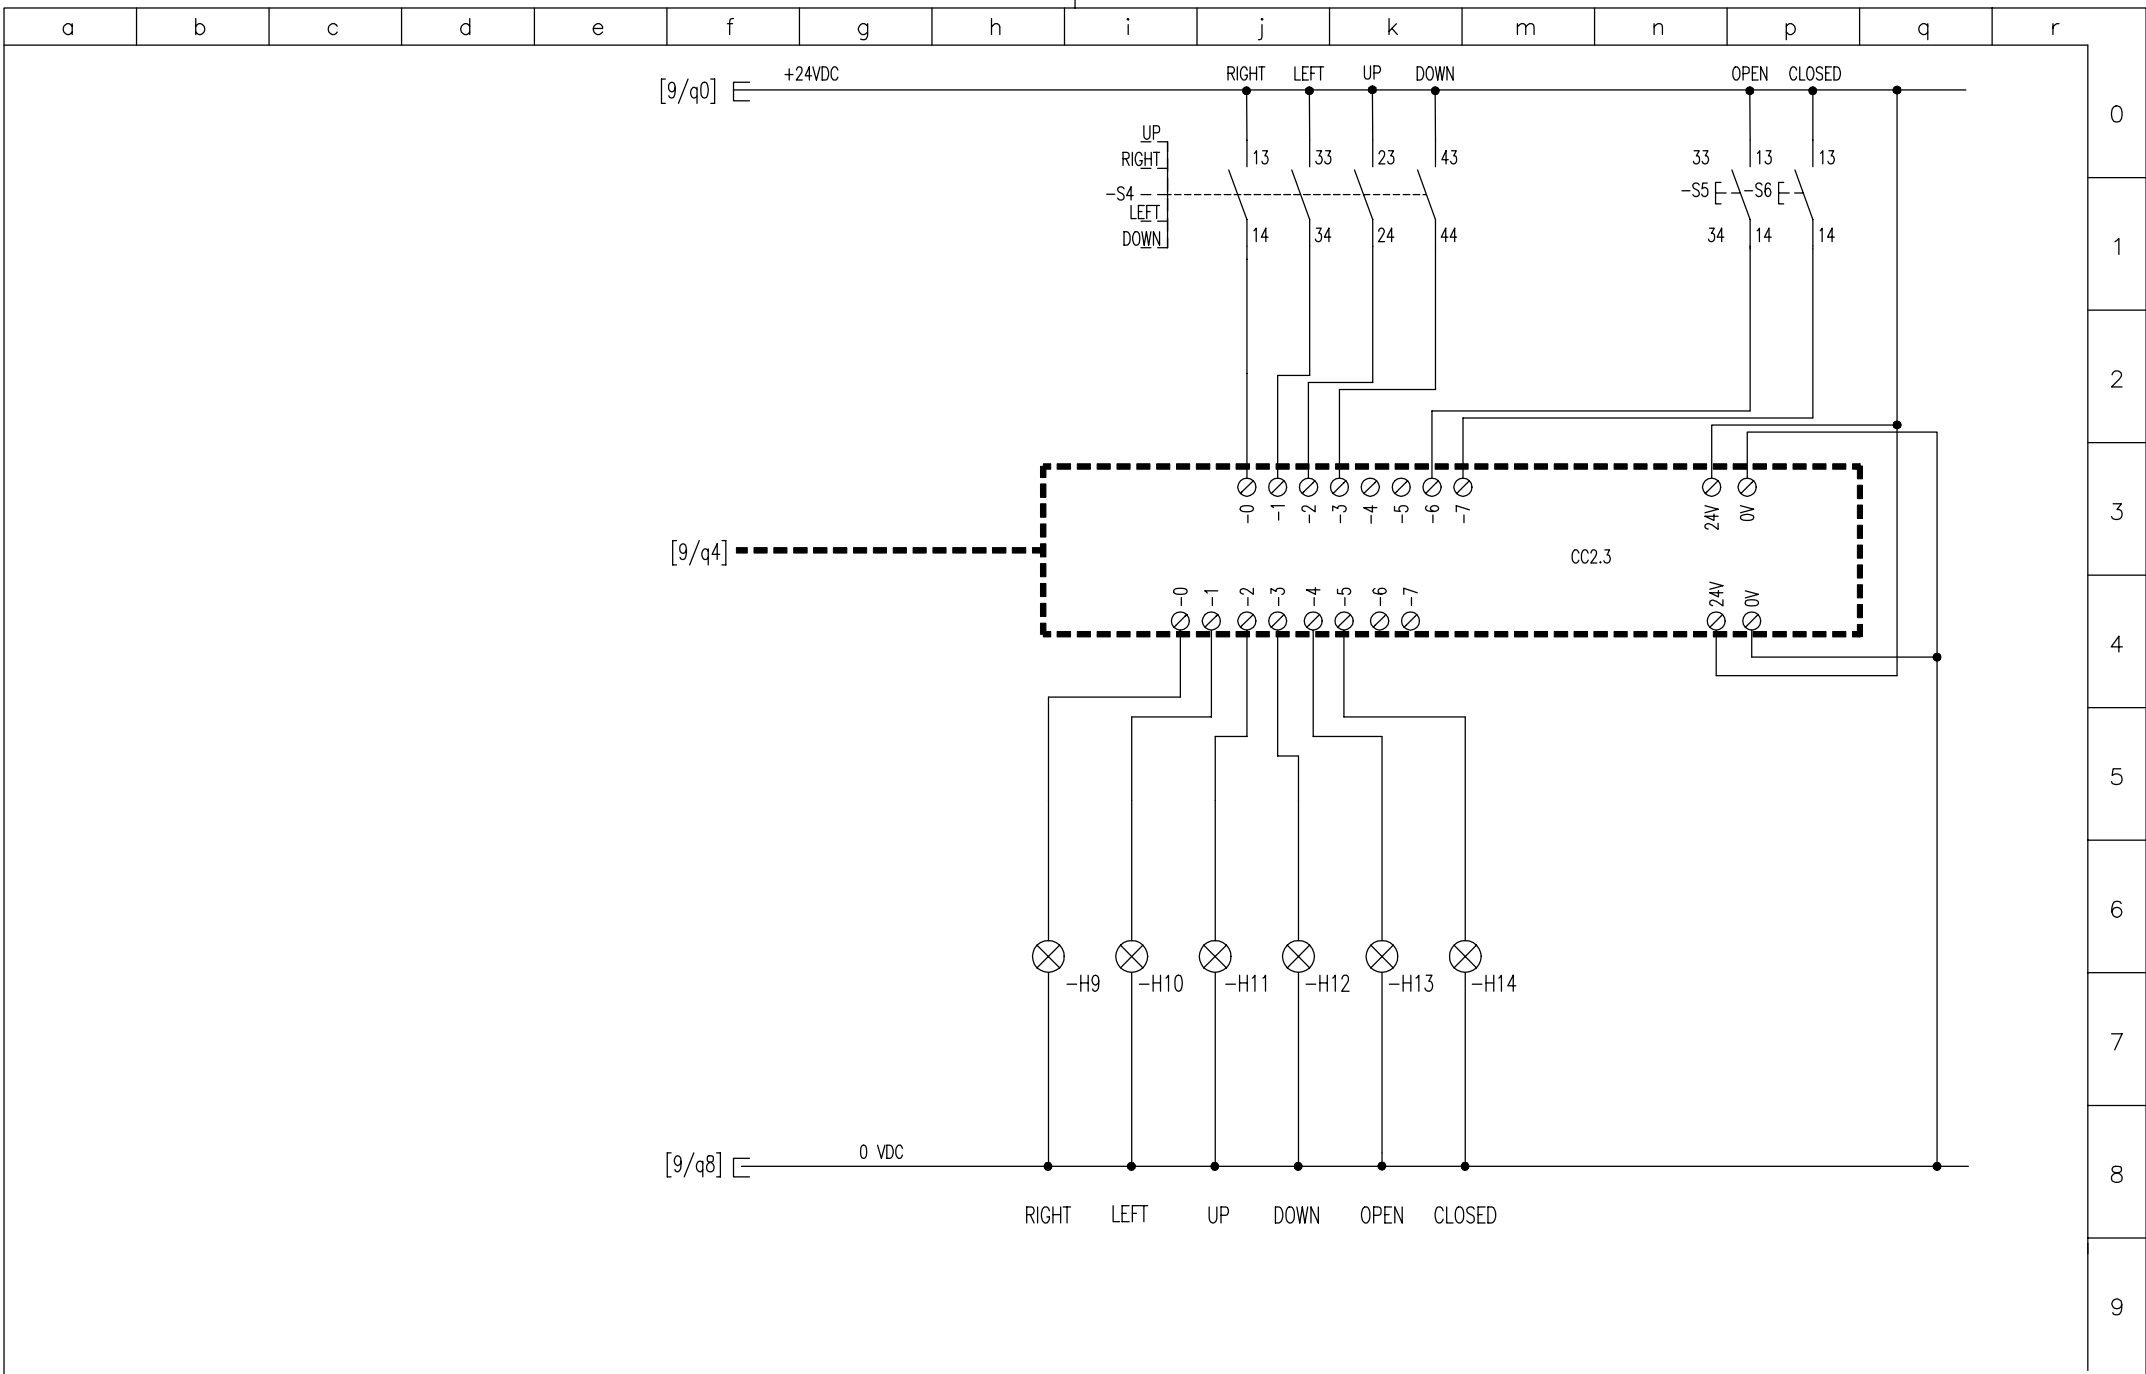 a b c d e f g h i j k m n p q r
+24VDC RIGHT LEFT UP DOWN OPEN CLOSED
[9/q0]
0
UP
RIGHT 13 33 23 43 33 13 13
-S4 -S5 -S6
LEFT
DOWN 14 34 24 44 34 14 14
1
2
-0 -1 -2 -3 -4 -5 -6 -7 24V 0V
3
[9/q4] CC2.3
-0 -1 -2 -3 -4 -5 -6 -7 24V 0V
4
5
6
-H9 -H10 -H11 -H12 -H13 -H14
7
0 VDC
[9/q8]
8
RIGHT LEFT UP DOWN OPEN CLOSED
9